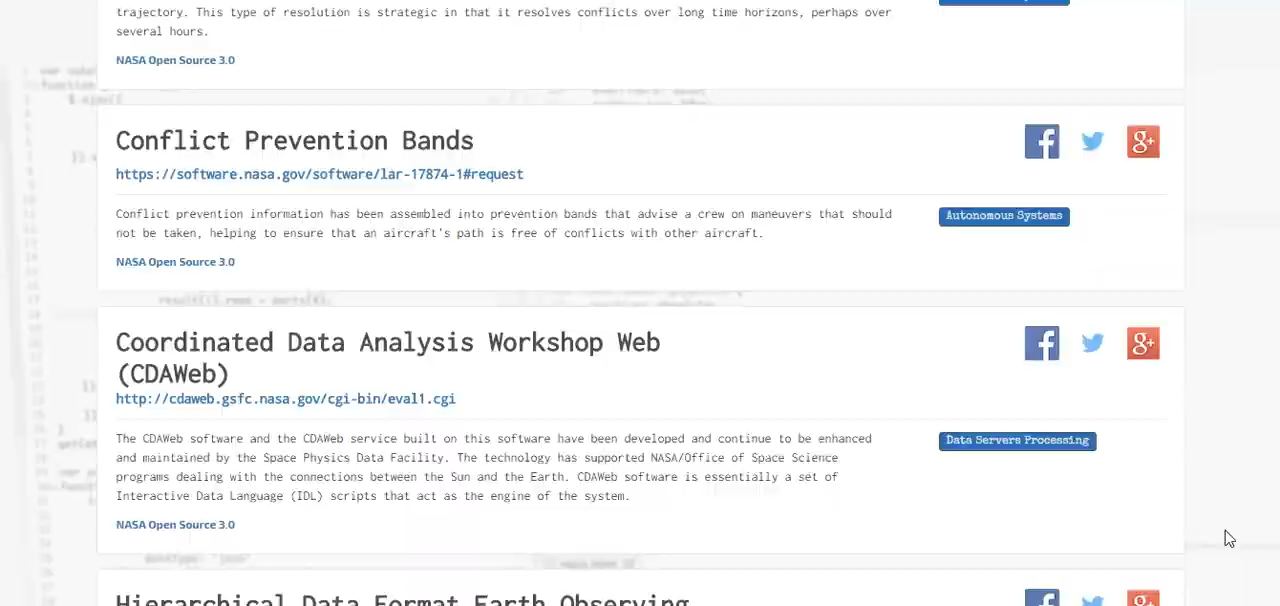 trajectory. This type of resolution is strategic in that it resolves conflicts over long time horizons, perhaps over
several hours.
NASA Open Source 3.0
Conflict Prevention Bands
https://software.nasa.gov/software/lar-17874-1#request
Conflict prevention information has been assembled into prevention bands that advise a crew on maneuvers that should
not be taken, helping to ensure that an aircraft's path is free of conflicts with other aircraft.
Autonomous Systems
NASA Open Source 3.0
Coordinated Data Analysis Workshop Web
(CDAWeb)
http://cdaweb.gsfc.nasa.gov/cgi-bin/eval1.cgi
The CDAWeb software and the CDAWeb service built on this software have been developed and continue to be enhanced
and maintained by the Space Physics Data Facility. The technology has supported NASA/Office of Space Science
programs dealing with the connections between the Sun and the Earth. CDAWeb software is essentially a set of
Interactive Data Language (IDL) scripts that act as the engine of the system.
Data Servers Processing
NASA Open Source 3.0
Hierarchical Data Format Earth Observing